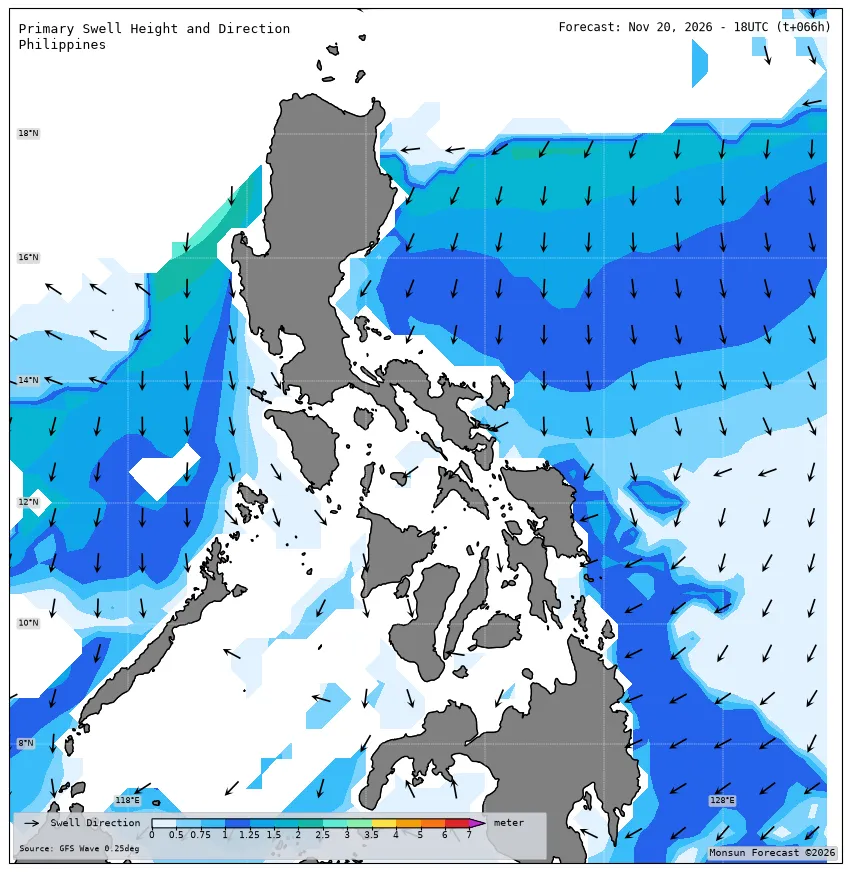 Primary Swell Height and Direction
Philippines
Forecast: Nov 20, 2026 - 18UTC (t+066h)
18°N
16°N
14°N
12°N
10°N
8°N
118°E
128°E
Swell Direction
meter
0 0.5 0.75 1 1.25 1.5 2 2.5 3 3.5 4 5 6 7
Source: GFS Wave 0.25deg
Monsun Forecast ©2026